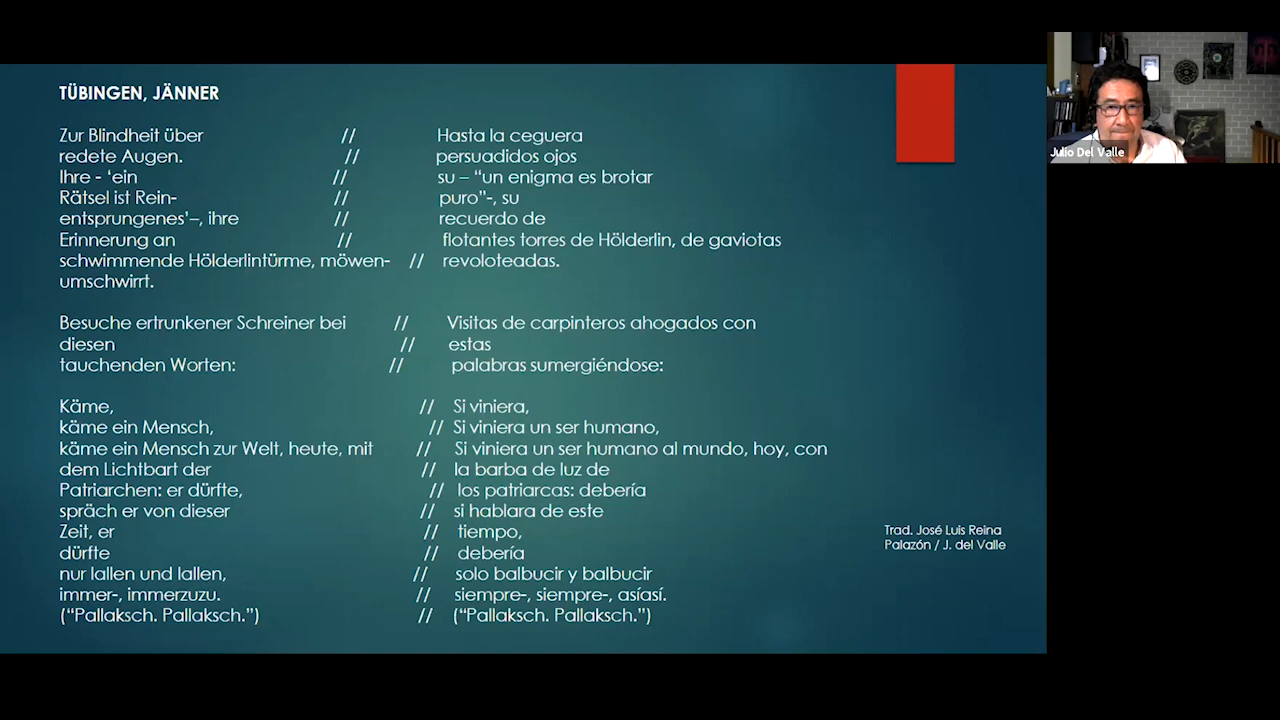 TÜBINGEN, JÄNNER
Zur Blindheit über // Hasta la ceguera
redete Augen. // persuadidos ojos
Ihre - ‘ein // su – “un enigma es brotar
Rätsel ist Rein- // puro”-, su
entsprungenes’–, ihre // recuerdo de
Erinnerung an // flotantes torres de Hölderlin, de gaviotas
schwimmende Hölderlintürme, möwen- // revoloteadas.
umschwirrt.
Besuche ertrunkener Schreiner bei // Visitas de carpinteros ahogados con
diesen // estas
tauchenden Worten: // palabras sumergiéndose:
Käme, // Si viniera,
käme ein Mensch, // Si viniera un ser humano,
käme ein Mensch zur Welt, heute, mit // Si viniera un ser humano al mundo, hoy, con
dem Lichtbart der // la barba de luz de
Patriarchen: er dürfte, // los patriarcas: debería
spräch er von dieser // si hablara de este
Zeit, er // tiempo,
dürfte // debería
nur lallen und lallen, // solo balbucir y balbucir
immer-, immerzuzu. // siempre-, siempre-, asíasí.
(“Pallaksch. Pallaksch.”) // (“Pallaksch. Pallaksch.”)
Trad. José Luis Reina
Palazón / J. del Valle
Julio Del Valle